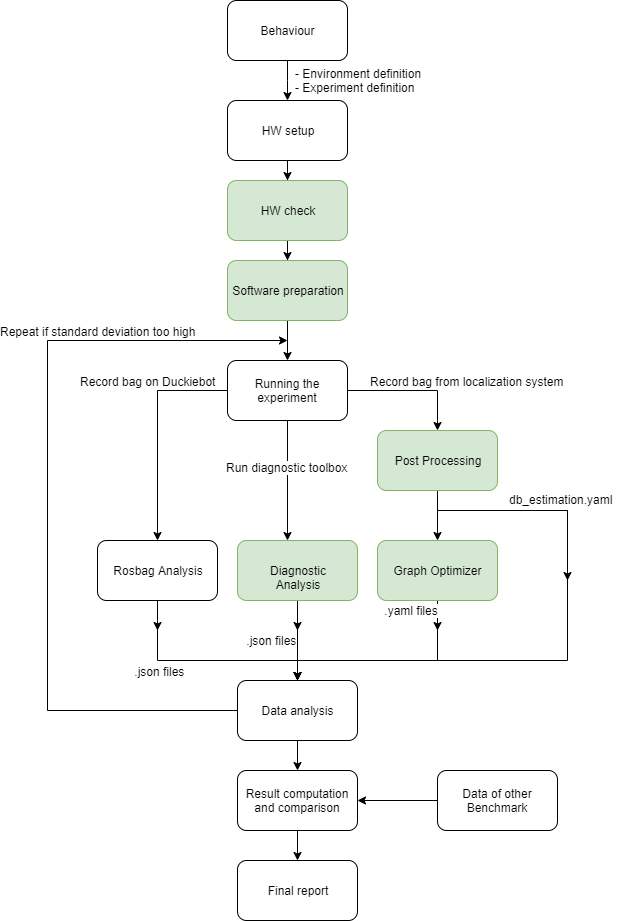 Behaviour
- Environment definition
- Experiment definition
HW setup
HW check
Software preparation
Repeat if standard deviation too high
Running the
experiment
Record bag on Duckiebot
Record bag from localization system
Run diagnostic toolbox
Post Processing
db_estimation.yaml
Rosbag Analysis
Diagnostic
Analysis
Graph Optimizer
.yaml files
.json files
.json files
Data analysis
Result computation
and comparison
Data of other
Benchmark
Final report